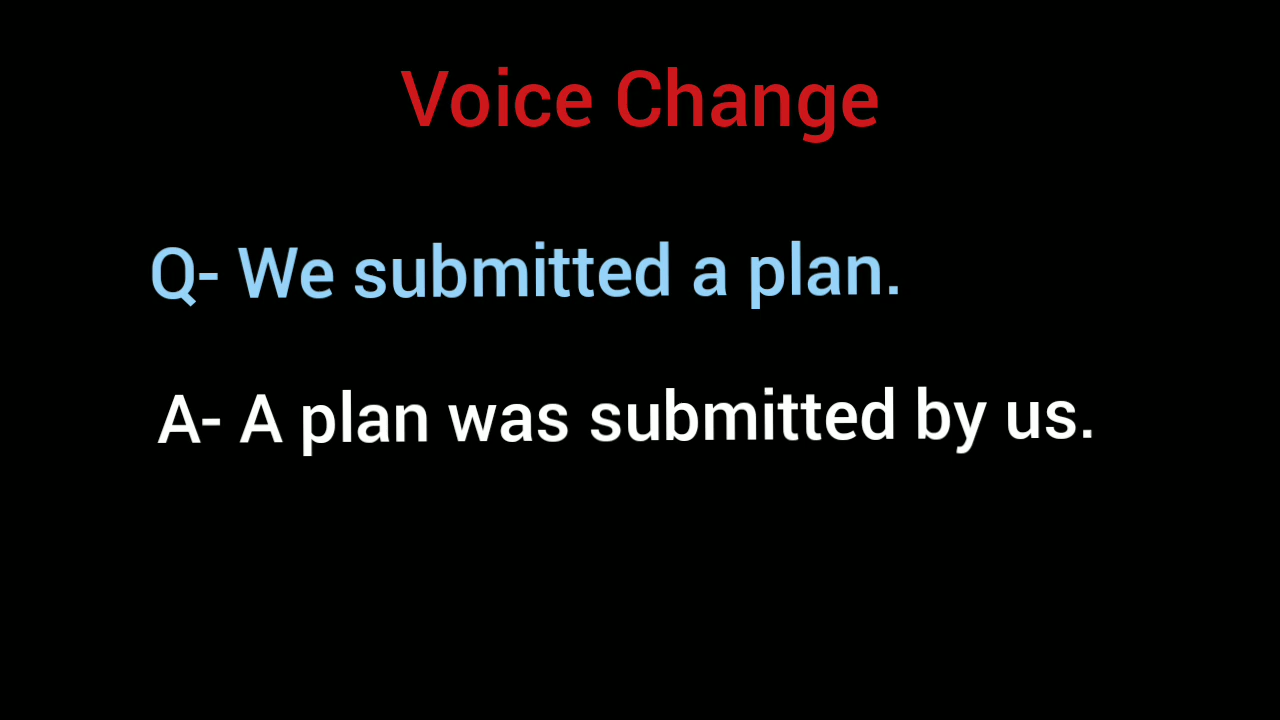 Voice Change
Q- We submitted a plan.
A- A plan was submitted by us.